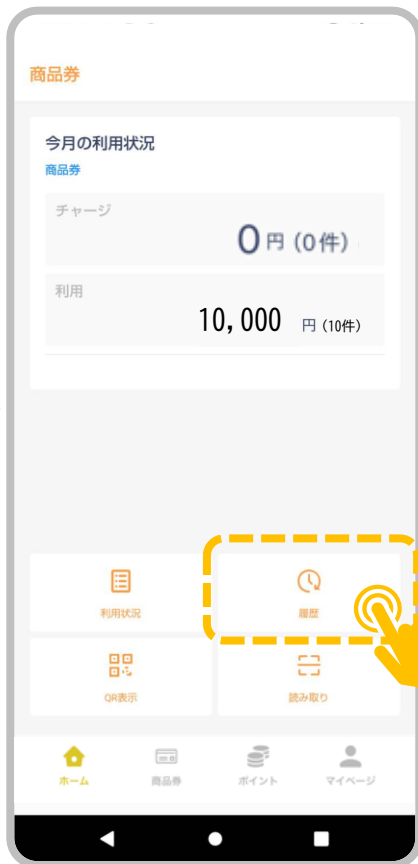 商品券
今月の利用状況
商品券
チャージ
0円 (0件)
利用
10,000 円 (10件)
利用状況
履歴
QR表示
読み取り
ホーム
商品券
ポイント
マイページ